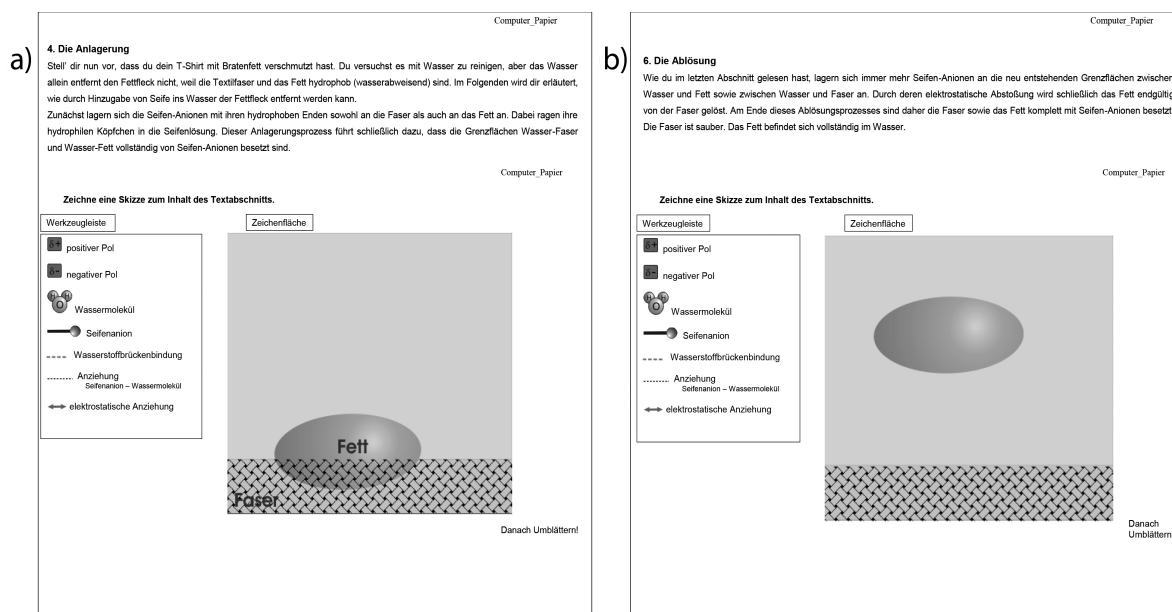 a)
Computer_Papier
4. Die Anlagerung
Stell' dir nun vor, dass du dein T-Shirt mit Bratenfett verschmutzt hast. Du versuchst es mit Wasser zu reinigen, aber das Wasser
allein entfernt den Fettfleck nicht, weil die Textilfaser und das Fett hydrophob (wasserabweisend) sind. Im Folgenden wird dir erläutert,
wie durch Hinzugabe von Seife ins Wasser der Fettfleck entfernt werden kann.
Zunächst lagern sich die Seifen-Anionen mit ihren hydrophoben Enden sowohl an die Faser als auch an das Fett an. Dabei ragen ihre
hydrophilen Köpfchen in die Seifenlösung. Dieser Anlagerungsprozess führt schließlich dazu, dass die Grenzflächen Wasser-Faser
und Wasser-Fett vollständig von Seifen-Anionen besetzt sind.
Computer_Papier
Zeichne eine Skizze zum Inhalt des Textabschnitts.
Werkzeugleiste
Zeichenfläche
δ+ positiver Pol
δ- negativer Pol
H H O Wassermolekül
Seifenanion
Wasserstoffbrückenbindung
Anziehung
Seifenanion – Wassermolekül
elektrostatische Anziehung
Fett
Faser
Danach Umblättern!
b)
Computer_Papier
6. Die Ablösung
Wie du im letzten Abschnitt gelesen hast, lagern sich immer mehr Seifen-Anionen an die neu entstehenden Grenzflächen zwischen
Wasser und Fett sowie zwischen Wasser und Faser an. Durch deren elektrostatische Abstoßung wird schließlich das Fett endgültig
von der Faser gelöst. Am Ende dieses Ablösungsprozesses sind daher die Faser sowie das Fett komplett mit Seifen-Anionen besetzt
Die Faser ist sauber. Das Fett befindet sich vollständig im Wasser.
Computer_Papier
Zeichne eine Skizze zum Inhalt des Textabschnitts.
Werkzeugleiste
Zeichenfläche
δ+ positiver Pol
δ- negativer Pol
H H O Wassermolekül
Seifenanion
Wasserstoffbrückenbindung
Anziehung
Seifenanion – Wassermolekül
elektrostatische Anziehung
Danach
Umblättern